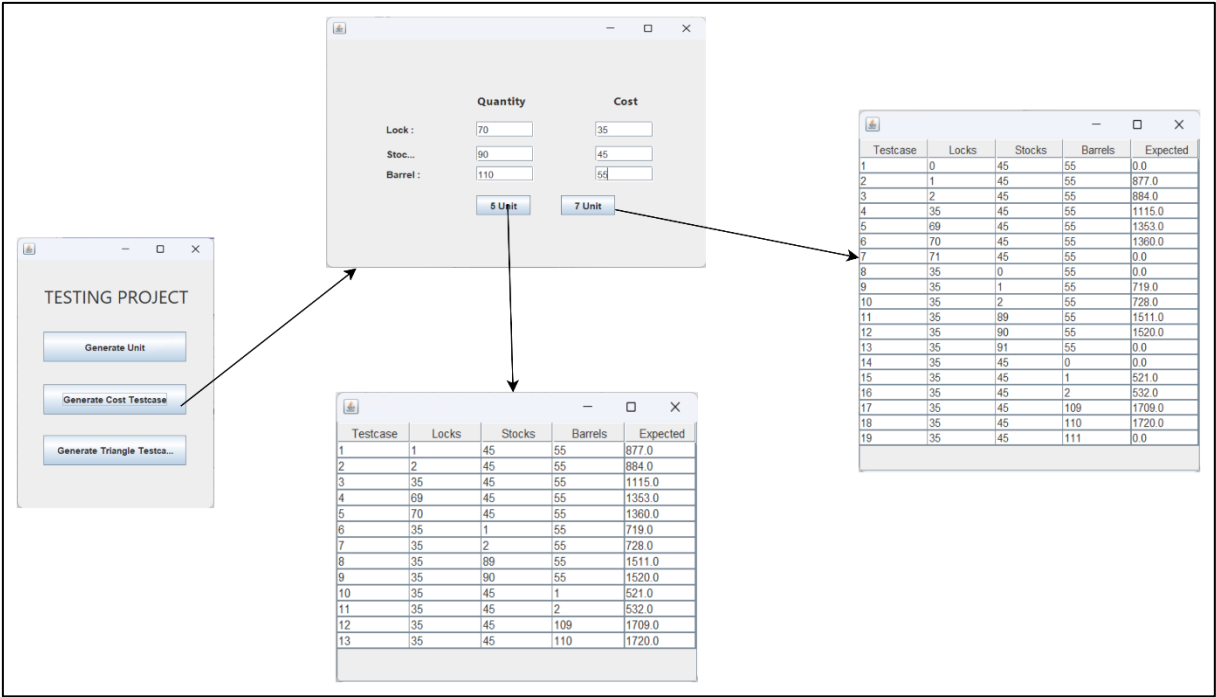 TESTING PROJECT
Generate Unit
Generate Cost Testcase
Generate Triangle Testca...
Quantity Cost
Lock : 70 35
Stoc... 90 45
Barrel : 110 55
5 Unit 7 Unit
Testcase Locks Stocks Barrels Expected
1 1 45 55 877.0
2 2 45 55 884.0
3 35 45 55 1115.0
4 69 45 55 1353.0
5 70 45 55 1360.0
6 35 1 55 719.0
7 35 2 55 728.0
8 35 89 55 1511.0
9 35 90 55 1520.0
10 35 45 1 521.0
11 35 45 2 532.0
12 35 45 109 1709.0
13 35 45 110 1720.0
Testcase Locks Stocks Barrels Expected
1 0 45 55 0.0
2 1 45 55 877.0
3 2 45 55 884.0
4 35 45 55 1115.0
5 69 45 55 1353.0
6 70 45 55 1360.0
7 71 45 55 0.0
8 35 0 55 0.0
9 35 1 55 719.0
10 35 2 55 728.0
11 35 89 55 1511.0
12 35 90 55 1520.0
13 35 91 55 0.0
14 35 45 0 0.0
15 35 45 1 521.0
16 35 45 2 532.0
17 35 45 109 1709.0
18 35 45 110 1720.0
19 35 45 111 0.0